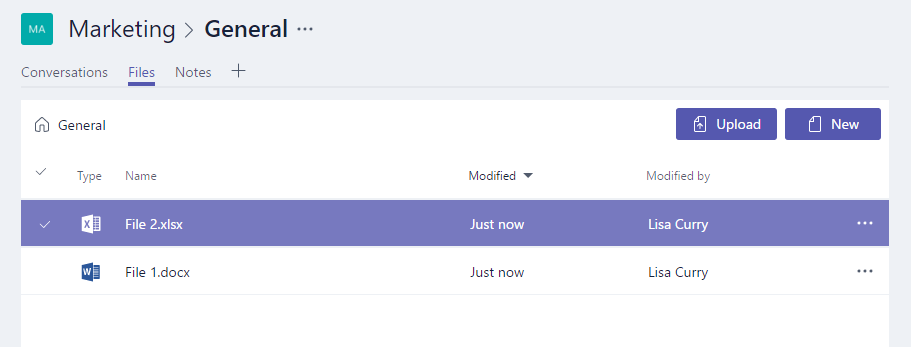 MA Marketing > General ...
Conversations Files Notes +
General Upload New
Type Name Modified Modified by
File 2.xlsx Just now Lisa Curry ...
File 1.docx Just now Lisa Curry ...